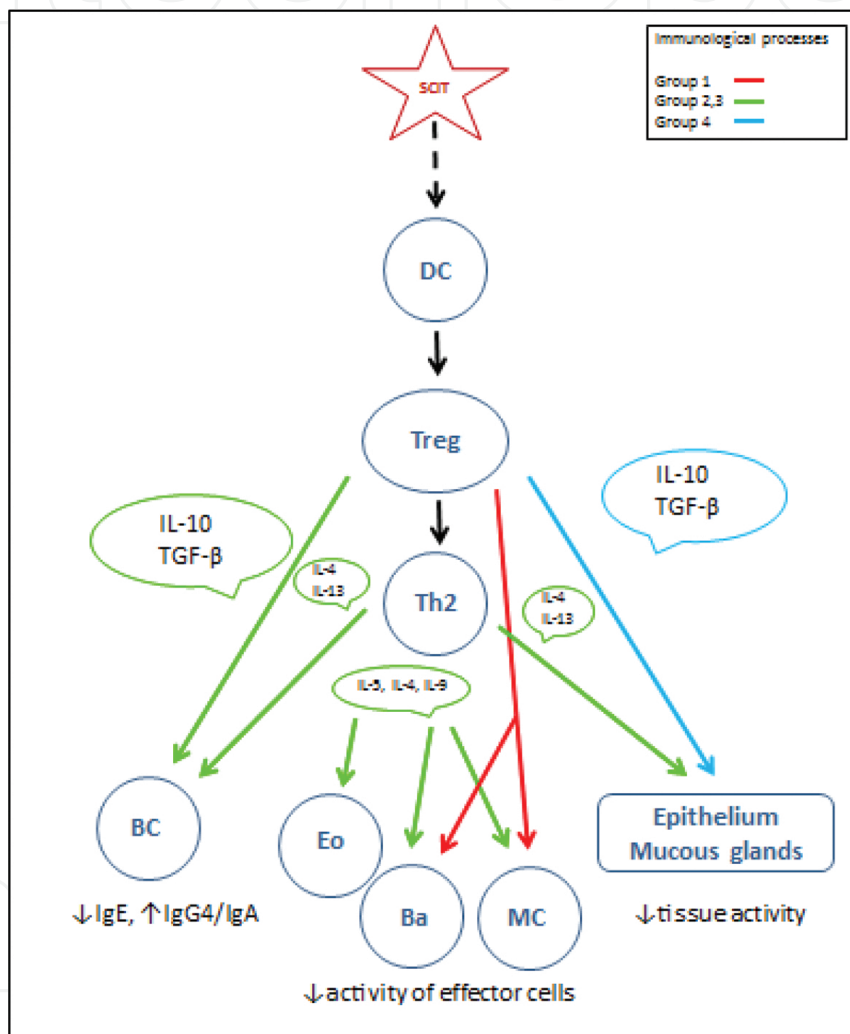 Immunological processes
Group 1
Group 2,3
Group 4
SCIT
DC
Treg
IL-10
TGF-β
IL-10
TGF-β
IL-4
IL-13
Th2
IL-4
IL-13
IL-5, IL-4, IL-9
BC
Eo
Ba
MC
Epithelium
Mucous glands
↓IgE, ↑IgG4/IgA
↓tissue activity
↓activity of effector cells